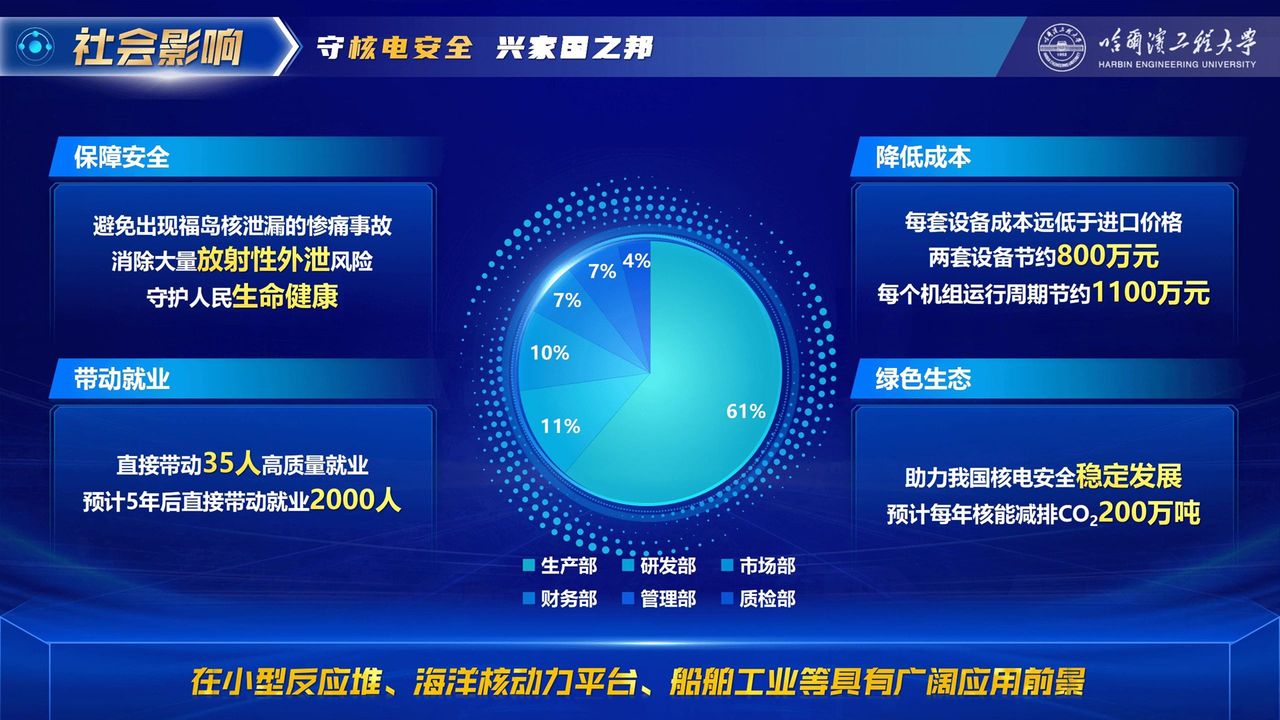 社会影响
守核电安全 兴家国之邦
哈尔滨工程大学
HARBIN ENGINEERING UNIVERSITY
保障安全
避免出现福岛核泄漏的惨痛事故
消除大量放射性外泄风险
守护人民生命健康
带动就业
直接带动35人高质量就业
预计5年后直接带动就业2000人
4%
7%
7%
10%
11%
61%
生产部 研发部 市场部
财务部 管理部 质检部
降低成本
每套设备成本远低于进口价格
两套设备节约800万元
每个机组运行周期节约1100万元
绿色生态
助力我国核电安全稳定发展
预计每年核能减排CO₂200万吨
在小型反应堆、海洋核动力平台、船舶工业等具有广阔应用前景